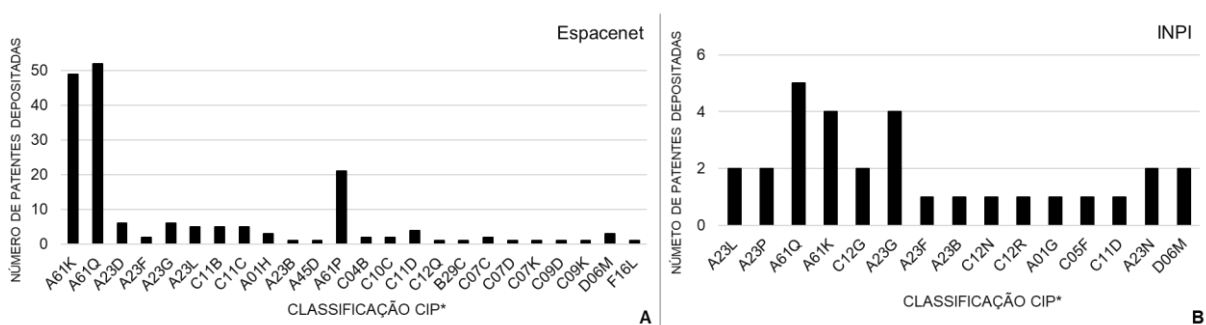 Espacenet
NÚMERO DE PATENTES DEPOSITADAS
50
40
30
20
10
0
A61K
A61Q
A23D
A23F
A23G
A23L
C11B
C11C
A01H
A23B
A45D
A61P
C04B
C10C
C11D
C12Q
B29C
C07C
C07D
C07K
C09D
C09K
D06M
F16L
CLASSIFICAÇÃO CIP*
A
INPI
NÚMETO DE PATENTES DEPOSITADAS
6
4
2
0
A23L
A23P
A61Q
A61K
C12G
A23G
A23F
A23B
C12N
C12R
A01G
C05F
C11D
A23N
D06M
CLASSIFICAÇÃO CIP*
B